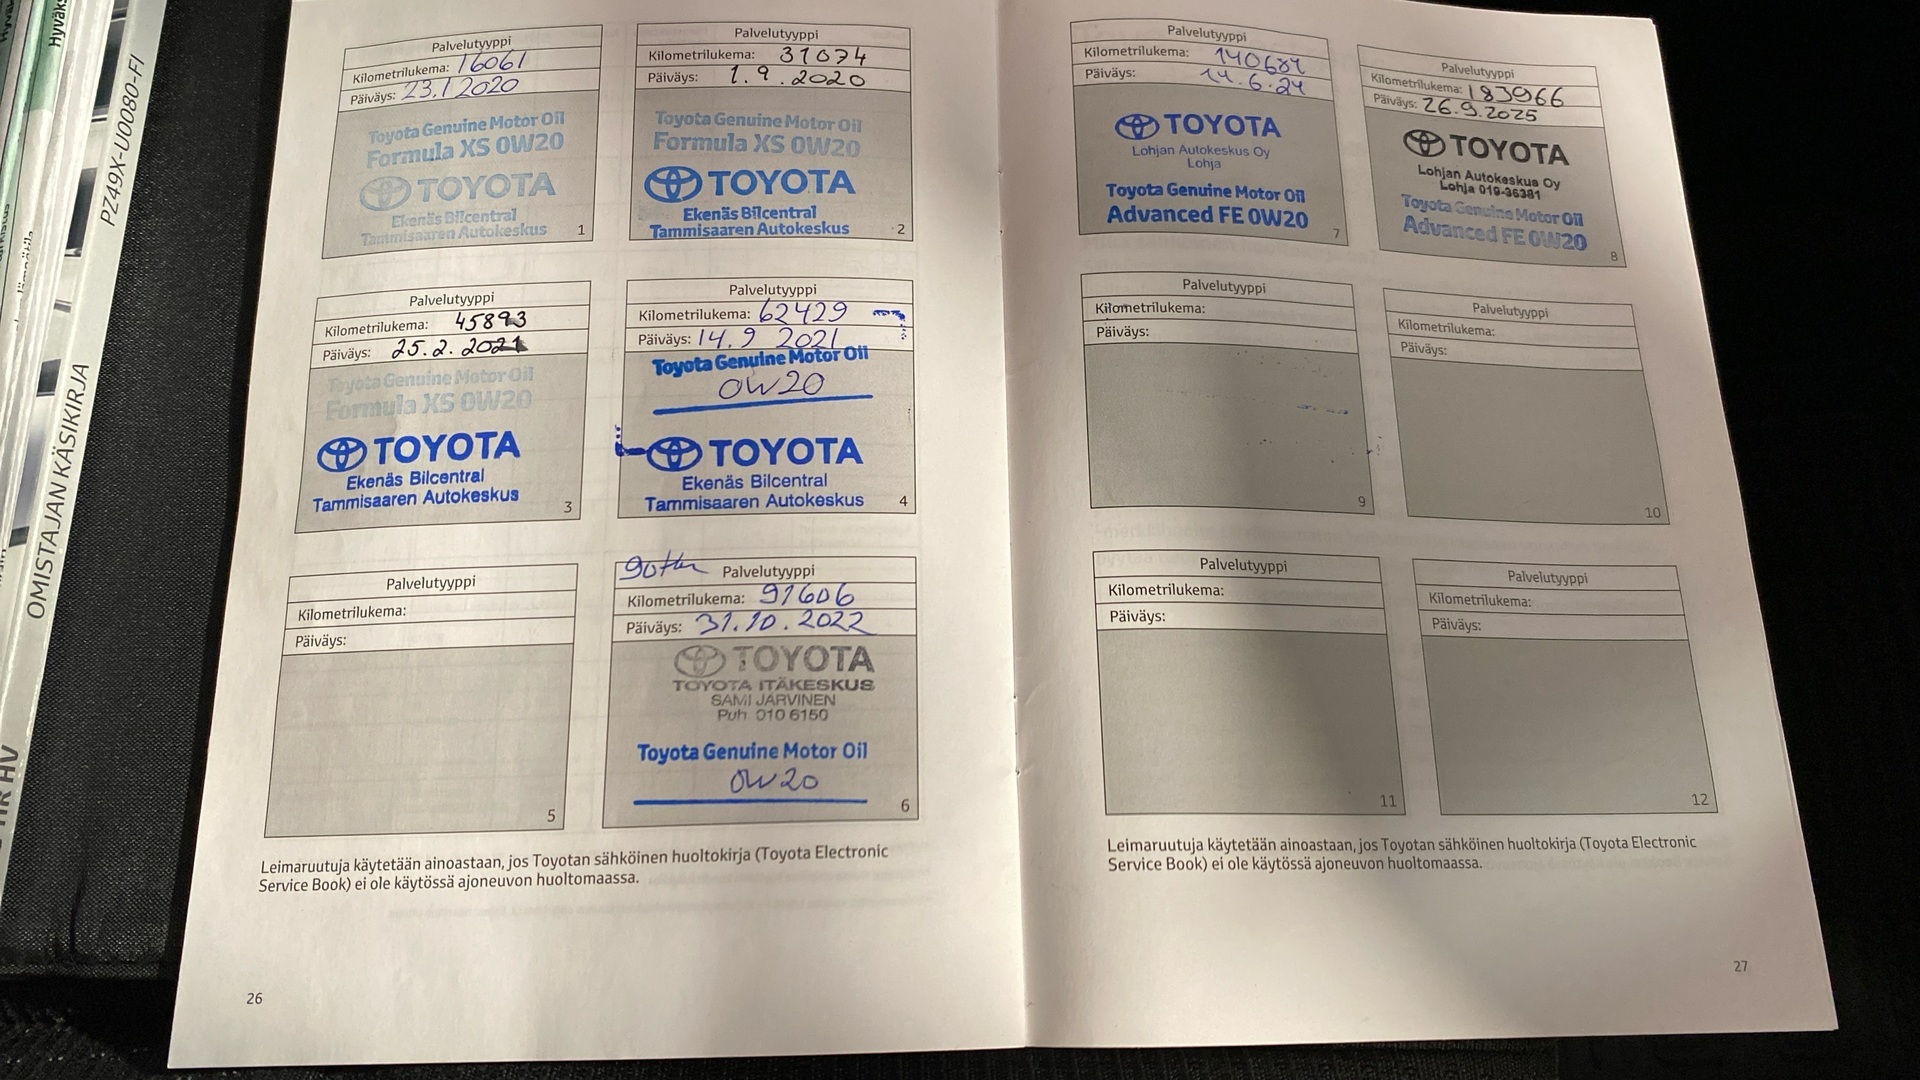 Hyväks
PZ49X-U0080-FI
OMISTAJAN KÄSIKIRJA
Palvelutyyppi
Kilometrilukema: 16061
Päiväys: 23.1 2020
Toyota Genuine Motor Oil
Formula XS 0W20
TOYOTA
Ekenäs Bilcentral
Tammisaaren Autokeskus
1
Palvelutyyppi
Kilometrilukema: 31074
Päiväys: 1.9.2020
Toyota Genuine Motor Oil
Formula XS 0W20
TOYOTA
Ekenäs Bilcentral
Tammisaaren Autokeskus
2
Palvelutyyppi
Kilometrilukema: 45893
Päiväys: 25.2.2021
Toyota Genuine Motor Oil
Formula XS 0W20
TOYOTA
Ekenäs Bilcentral
Tammisaaren Autokeskus
3
Palvelutyyppi
Kilometrilukema: 62429
Päiväys: 14.9 2021
Toyota Genuine Motor Oil
0W20
TOYOTA
Ekenäs Bilcentral
Tammisaaren Autokeskus
4
Palvelutyyppi
Kilometrilukema:
Päiväys:
5
Palvelutyyppi
Kilometrilukema: 91606
Päiväys: 31.10.2022
TOYOTA
TOYOTA ITÄKESKUS
SAMI JÄRVINEN
Puh. 010 6150
Toyota Genuine Motor Oil
0W20
6
Leimaruutuja käytetään ainoastaan, jos Toyotan sähköinen huoltokirja (Toyota Electronic
Service Book) ei ole käytössä ajoneuvon huoltomaassa.
26
Palvelutyyppi
Kilometrilukema: 140684
Päiväys: 14.6.24
TOYOTA
Lohjan Autokeskus Oy
Lohja
Toyota Genuine Motor Oil
Advanced FE 0W20
7
Palvelutyyppi
Kilometrilukema: 183966
Päiväys: 26.9.2025
TOYOTA
Lohjan Autokeskus Oy
Lohja 019-36381
Toyota Genuine Motor Oil
Advanced FE 0W20
8
Palvelutyyppi
Kilometrilukema:
Päiväys:
9
Palvelutyyppi
Kilometrilukema:
Päiväys:
10
Palvelutyyppi
Kilometrilukema:
Päiväys:
11
Palvelutyyppi
Kilometrilukema:
Päiväys:
12
Leimaruutuja käytetään ainoastaan, jos Toyotan sähköinen huoltokirja (Toyota Electronic
Service Book) ei ole käytössä ajoneuvon huoltomaassa.
27